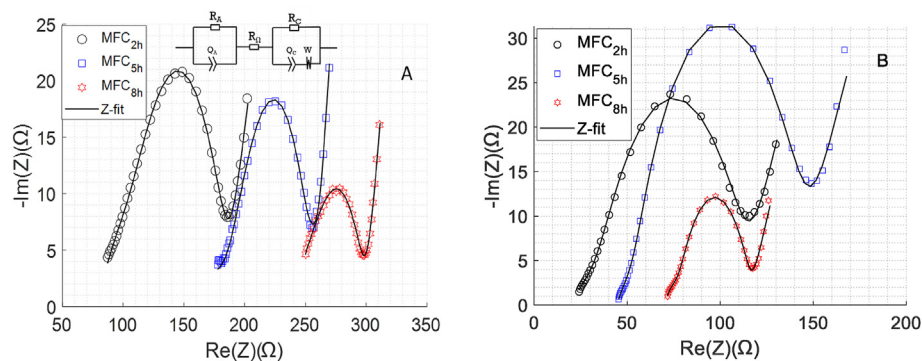 30
25
20
15
10
5
0
-Im(Z)(Ω)
50 100 150 200 250 300 350
Re(Z)(Ω)
MFC2h
MFC5h
MFC8h
Z-fit
RA
QA
RΩ
RC
QC W
A
30
25
20
15
10
5
0
-Im(Z)(Ω)
0 50 100 150 200
Re(Z)(Ω)
MFC2h
MFC5h
MFC8h
Z-fit
B